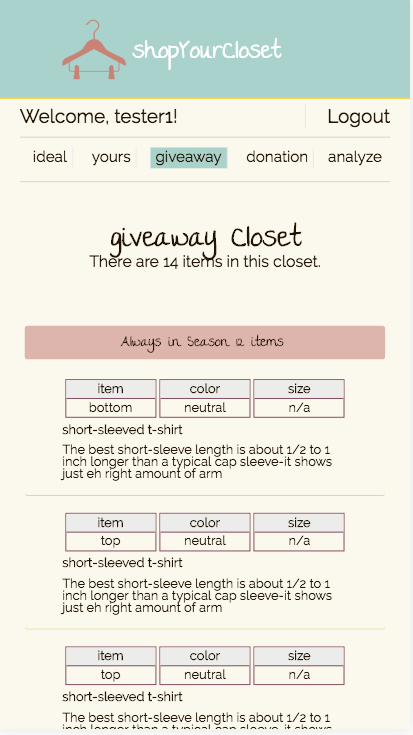 shopYourCloset
Welcome, tester1! Logout
ideal yours giveaway donation analyze
giveaway Closet
There are 14 items in this closet.
Always in Season 12 items
item color size
bottom neutral n/a
short-sleeved t-shirt
The best short-sleeve length is about 1/2 to 1
inch longer than a typical cap sleeve-it shows
just eh right amount of arm
item color size
top neutral n/a
short-sleeved t-shirt
The best short-sleeve length is about 1/2 to 1
inch longer than a typical cap sleeve-it shows
just eh right amount of arm
item color size
top neutral n/a
short-sleeved t-shirt
The best short-sleeve length is about 1/2 to 1
inch longer than a typical cap sleeve-it shows